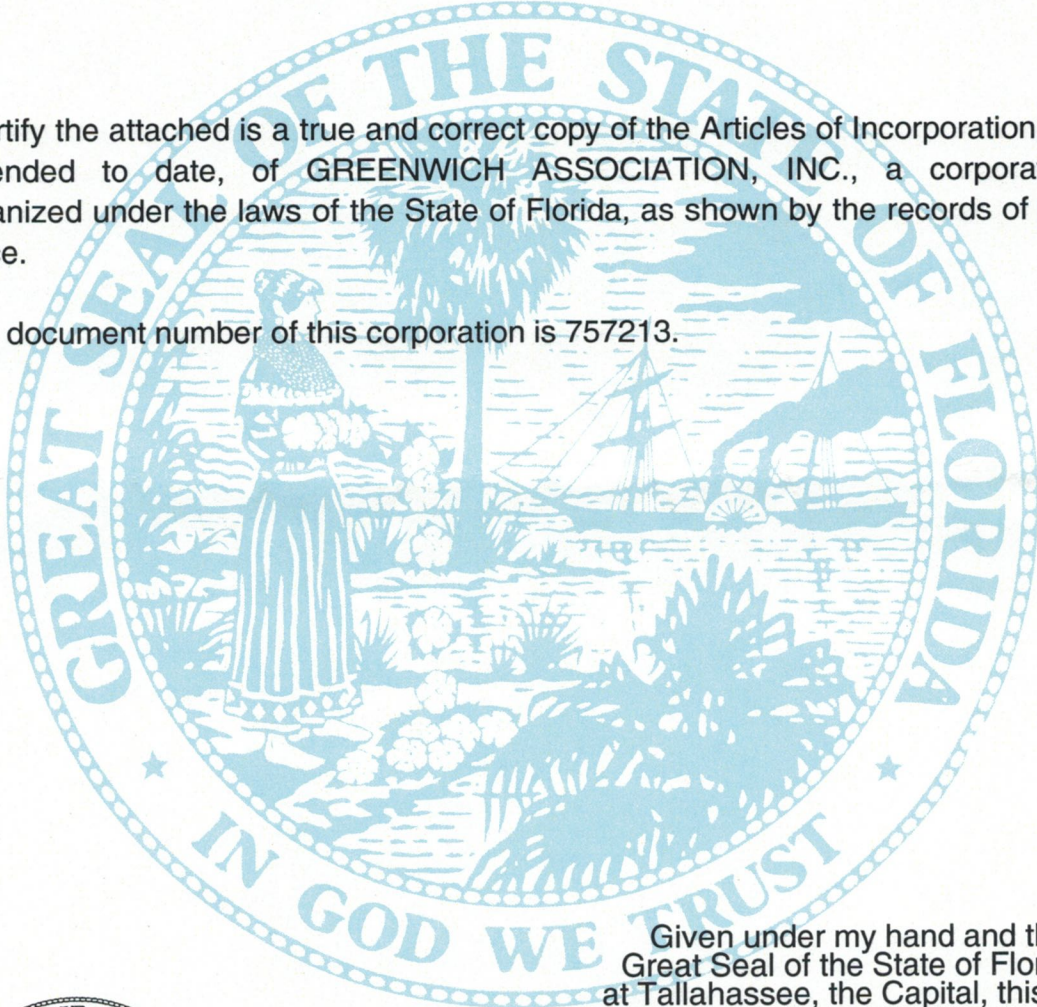 GREAT SEAL OF THE STATE OF FLORIDA
rtify the attached is a true and correct copy of the Articles of Incorporation
ended to date, of GREENWICH ASSOCIATION, INC., a corpora
anized under the laws of the State of Florida, as shown by the records of
ce.
document number of this corporation is 757213.
IN GOD WE TRUST
Given under my hand and th
Great Seal of the State of Flor
at Tallahassee, the Capital, this